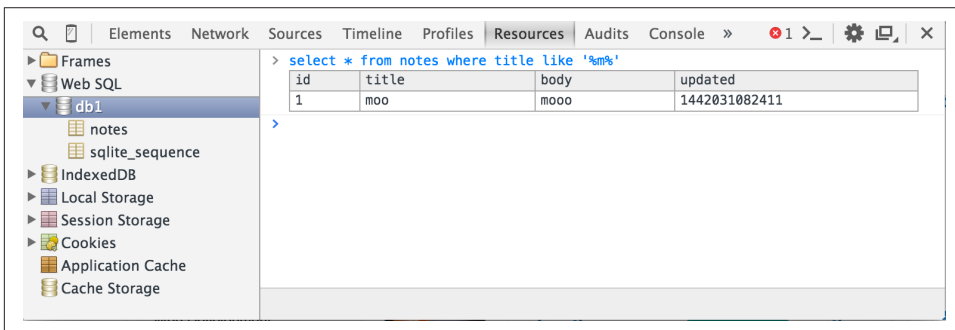 Elements Network Sources Timeline Profiles Resources Audits Console » 1
Frames
Web SQL
db1
notes
sqlite_sequence
IndexedDB
Local Storage
Session Storage
Cookies
Application Cache
Cache Storage
> select * from notes where title like '%m%'
id title body updated
1 moo mooo 1442031082411
>